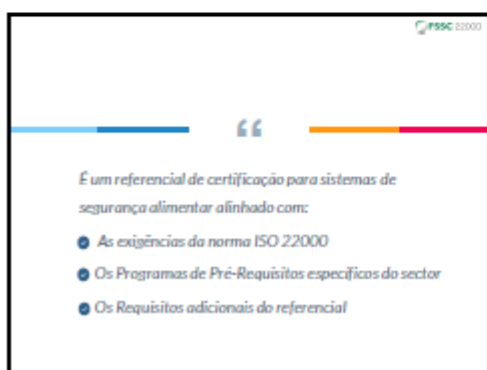 FSSC 22000
“
É um referencial de certificação para sistemas de
segurança alimentar alinhado com:
As exigências da norma ISO 22000
Os Programas de Pré-Requisitos específicos do sector
Os Requisitos adicionais do referencial